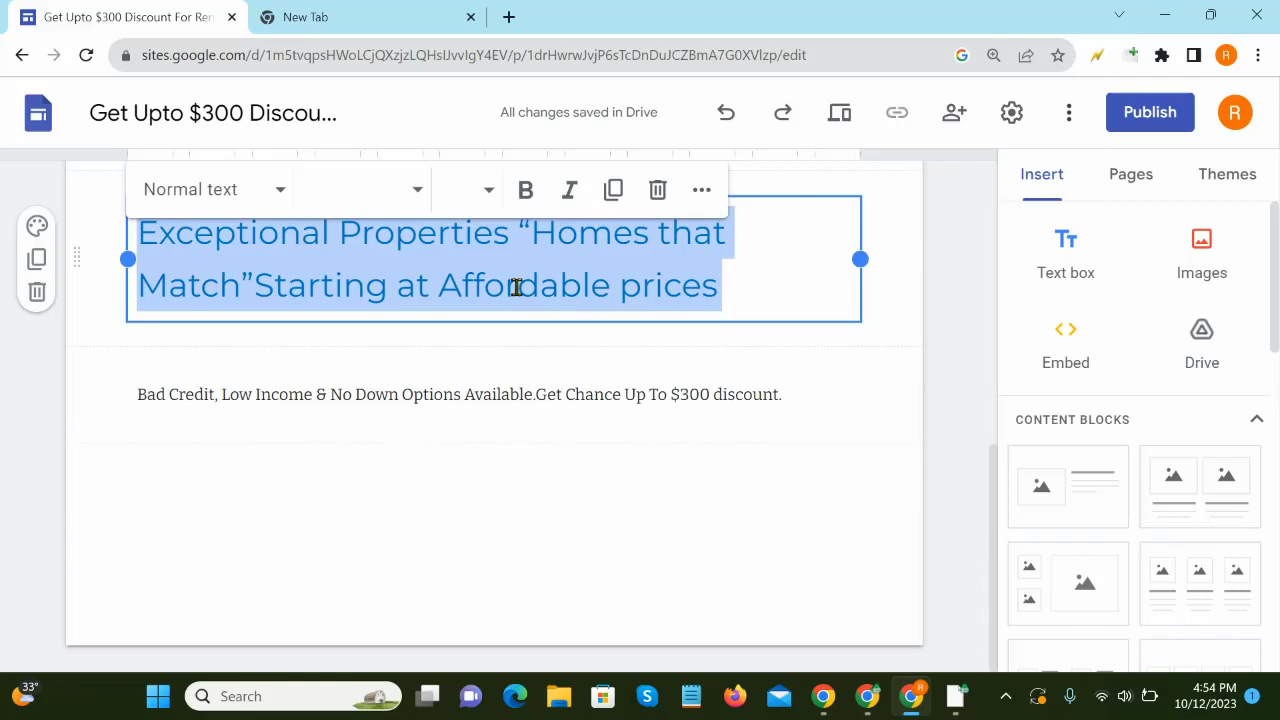 Get Upto $300 Discount For Ren
New Tab
sites.google.com/d/1m5tvqpsHWoLCjQXzjzLQHsIJvvIgY4EV/p/1drHwrwJvjP6sTcDnDuJCZBmA7G0XVlzp/edit
R
Get Upto $300 Discou...
All changes saved in Drive
Publish
R
Insert
Pages
Themes
Normal text
B
I
Exceptional Properties “Homes that
Match”Starting at Affordable prices
Bad Credit, Low Income & No Down Options Available.Get Chance Up To $300 discount.
Text box
Images
Embed
Drive
CONTENT BLOCKS
33°
Search
R
4:54 PM
10/12/2023
1